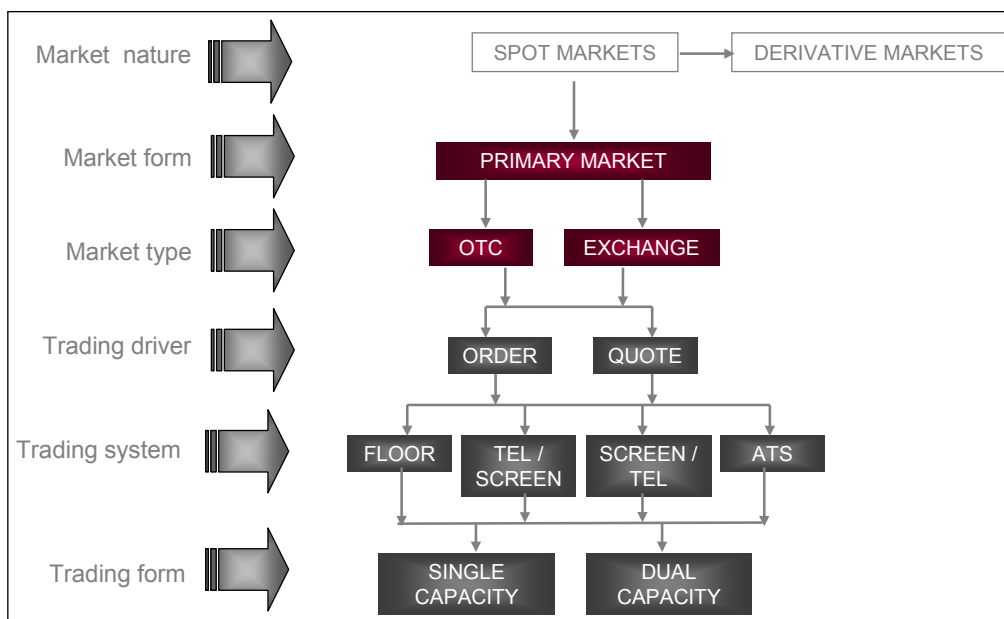 Market nature
SPOT MARKETS
DERIVATIVE MARKETS
Market form
PRIMARY MARKET
Market type
OTC
EXCHANGE
Trading driver
ORDER
QUOTE
Trading system
FLOOR
TEL /
SCREEN
SCREEN /
TEL
ATS
Trading form
SINGLE
CAPACITY
DUAL
CAPACITY